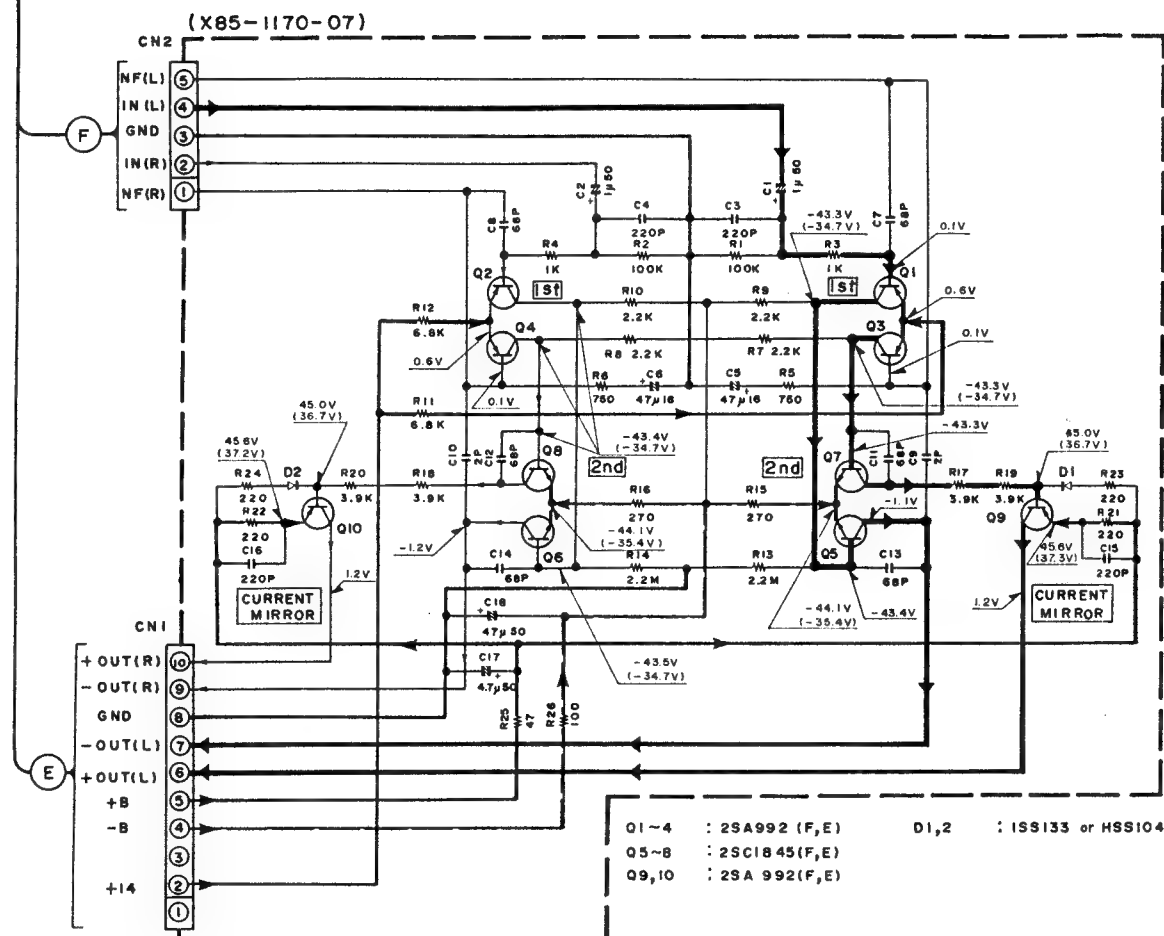 (X85-1170-07)
CN2
NF(L) 5
IN(L) 4
GND 3
IN(R) 2
NF(R) 1
F
C8 68P
C2 1μ50
+
C4 220P
C3 220P
C1 1μ50
+
-43.3V
(-34.7V)
C7 68P
0.1V
R4 1K
R2 100K
R1 100K
R3 1K
Q2
1st
R10 2.2K
R9 2.2K
1st
Q1
R12 6.8K
Q4
0.6V
Q3
0.6V
R8 2.2K
R7 2.2K
0.1V
R6 750
+ C6 47μ16
C5 47μ16 +
R5 750
0.1V
-43.3V
(-34.7V)
R11 6.8K
45.0V
(36.7V)
45.6V
(37.2V)
-43.4V
(-34.7V)
2nd
2nd
-43.3V
45.0V
(36.7V)
R24 220
D2
R20 3.9K
R18 3.9K
C10 2P
C12 68P
Q8
Q7
C11 68P
C9 2P
R17 3.9K
R19 3.9K
D1
R23 220
R22 220
Q10
R16 270
R15 270
-1.1V
Q9
R21 220
C16 220P
-1.2V
-44.1V
(-35.4V)
Q6
Q5
45.6V
(37.3V)
C15 220P
1.2V
C14 68P
R14 2.2M
R13 2.2M
C13 68P
CURRENT
MIRROR
+ C18 47μ50
-44.1V
(-35.4V)
-43.4V
1.2V
CURRENT
MIRROR
CN1
C17 + 4.7μ50
-43.5V
(-34.7V)
+OUT(R) 10
-OUT(R) 9
GND 8
R25 47
R26 100
-OUT(L) 7
E
+OUT(L) 6
+B 5
-B 4
3
+14 2
1
Q1~4 : 2SA992 (F,E) D1,2 : 1SS133 or HSS104
Q5~8 : 2SC1845(F,E)
Q9,10 : 2SA 992(F,E)